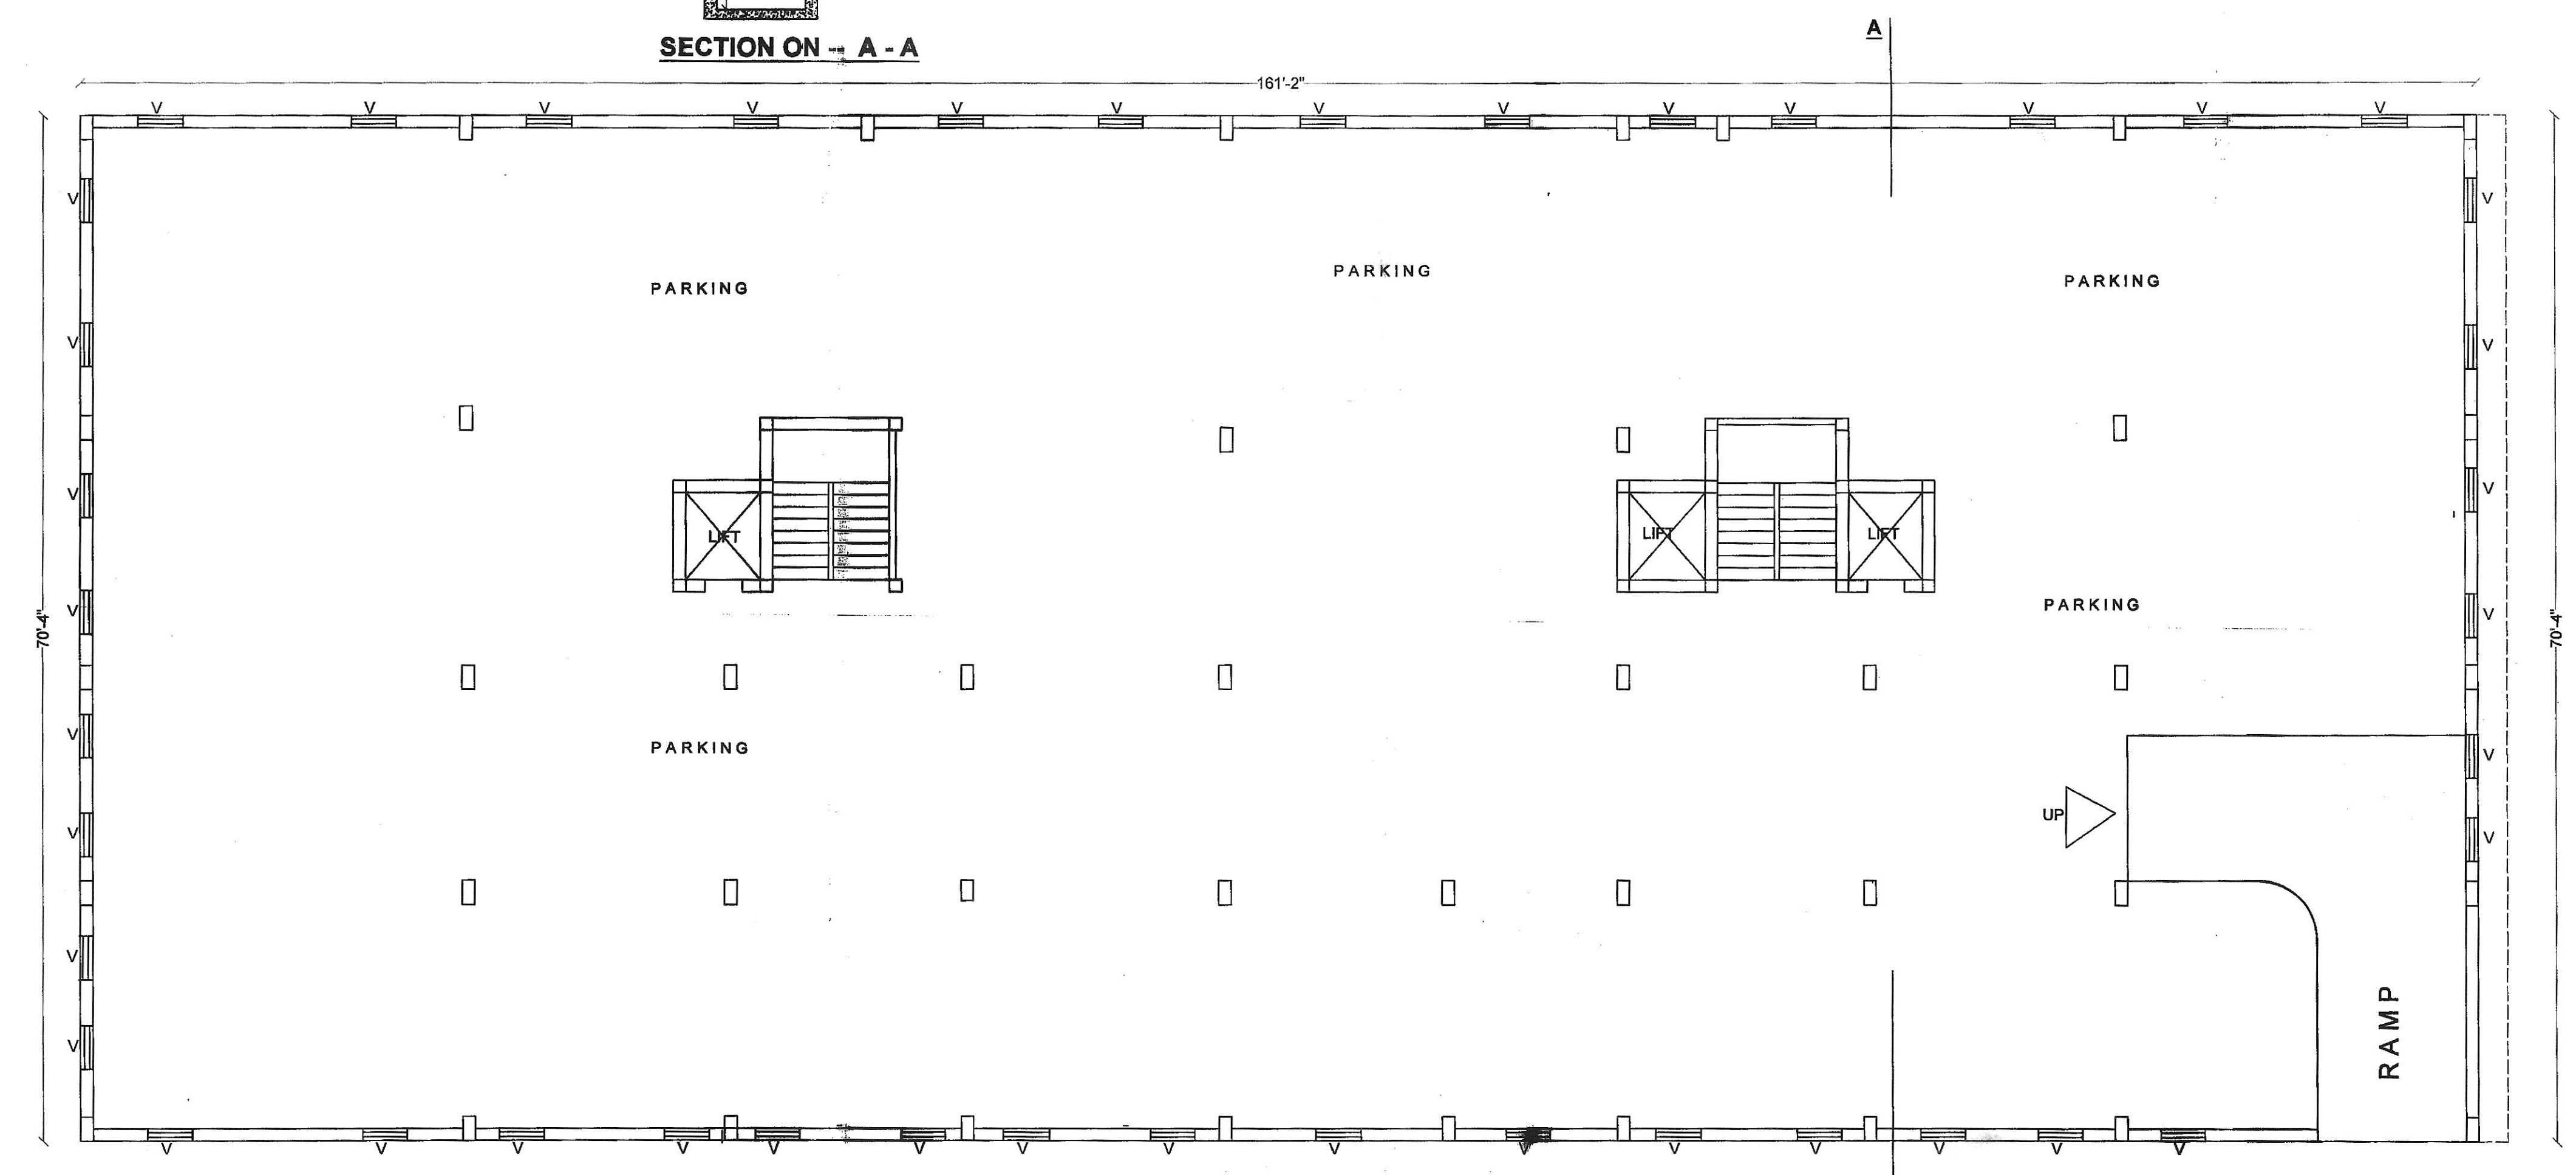 SECTION ON - A - A
A
161'-2"
V V V V V V V V V V V V V
V V
PARKING
PARKING
PARKING
V V
V V
LIFT
LIFT
LIFT
PARKING
V V
70'-4"
70'-4"
V V
PARKING
UP
V V
V
RAMP
V
V V V V V V V V V V V V V V V